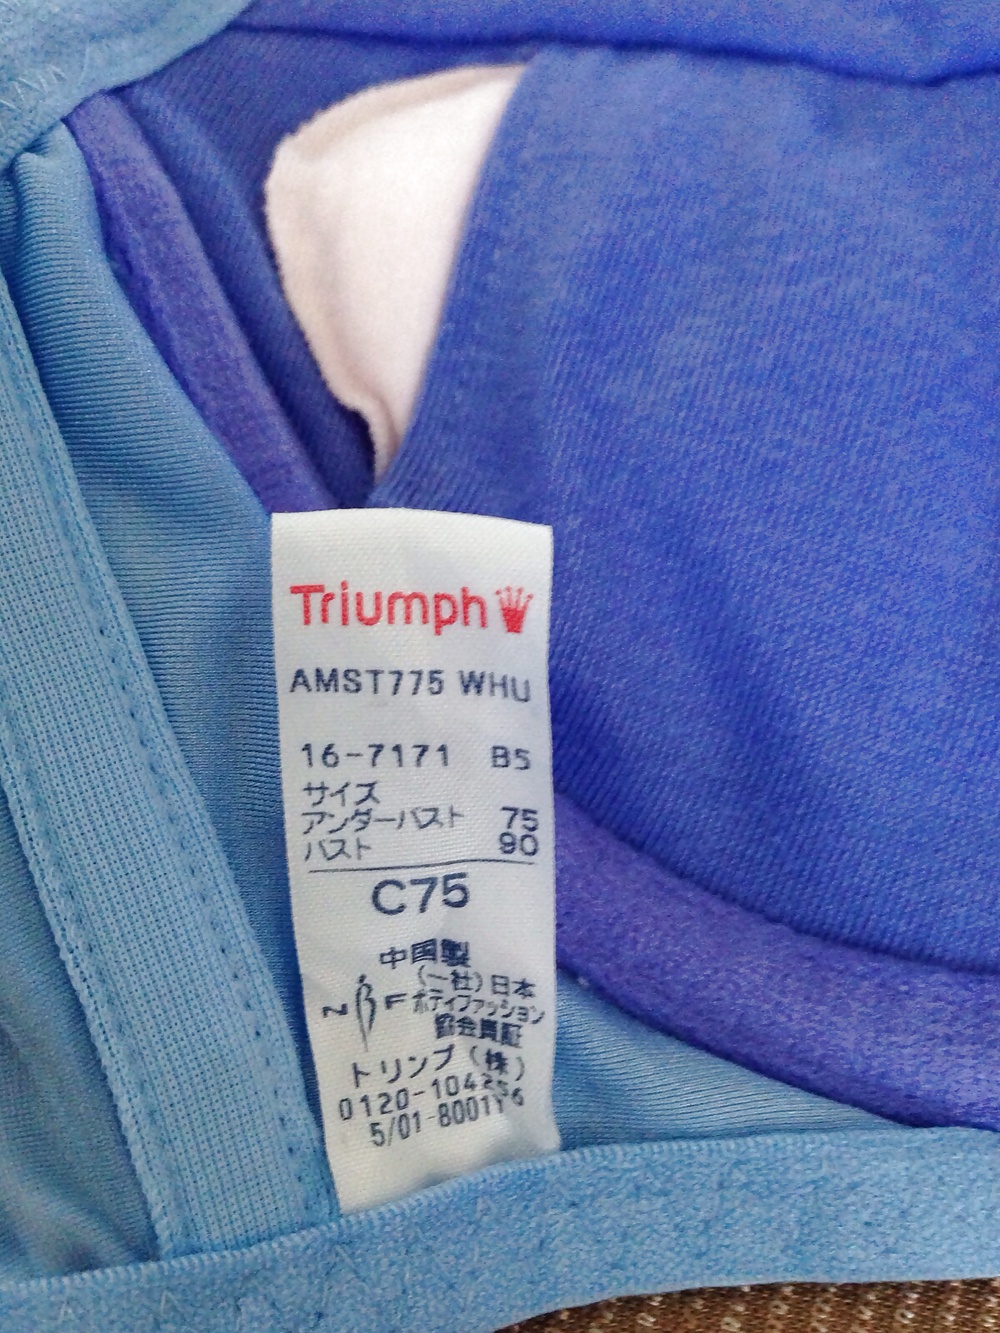 Triumph
AMST775 WHU
16-7171 B5
サイズ
アンダーバスト 75
バスト 90
C75
中国製
(一社)日本
NBF ボディファッション
協会員証
トリンプ(株)
0120-104256
5/01-8001Y